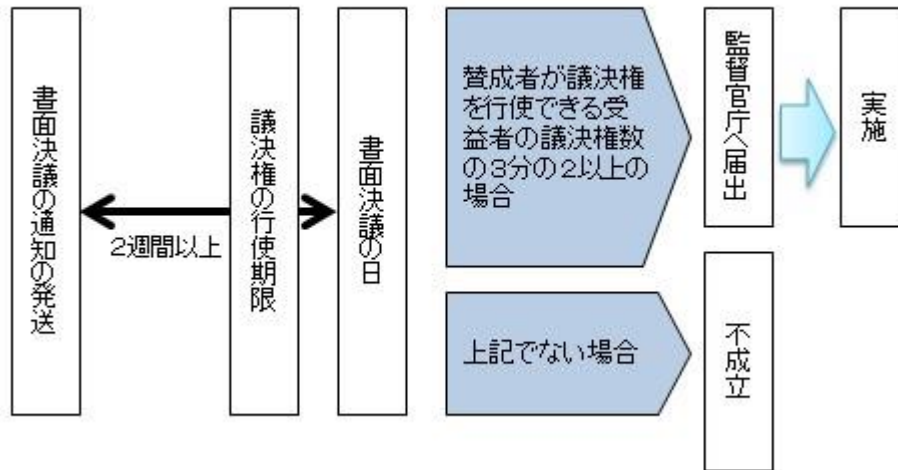 書面決議の通知の発送
２週間以上
議決権の行使期限
書面決議の日
賛成者が議決権
を行使できる受
益者の議決権数
の３分の２以上の
場合
監督官庁へ届出
実施
上記でない場合
不成立